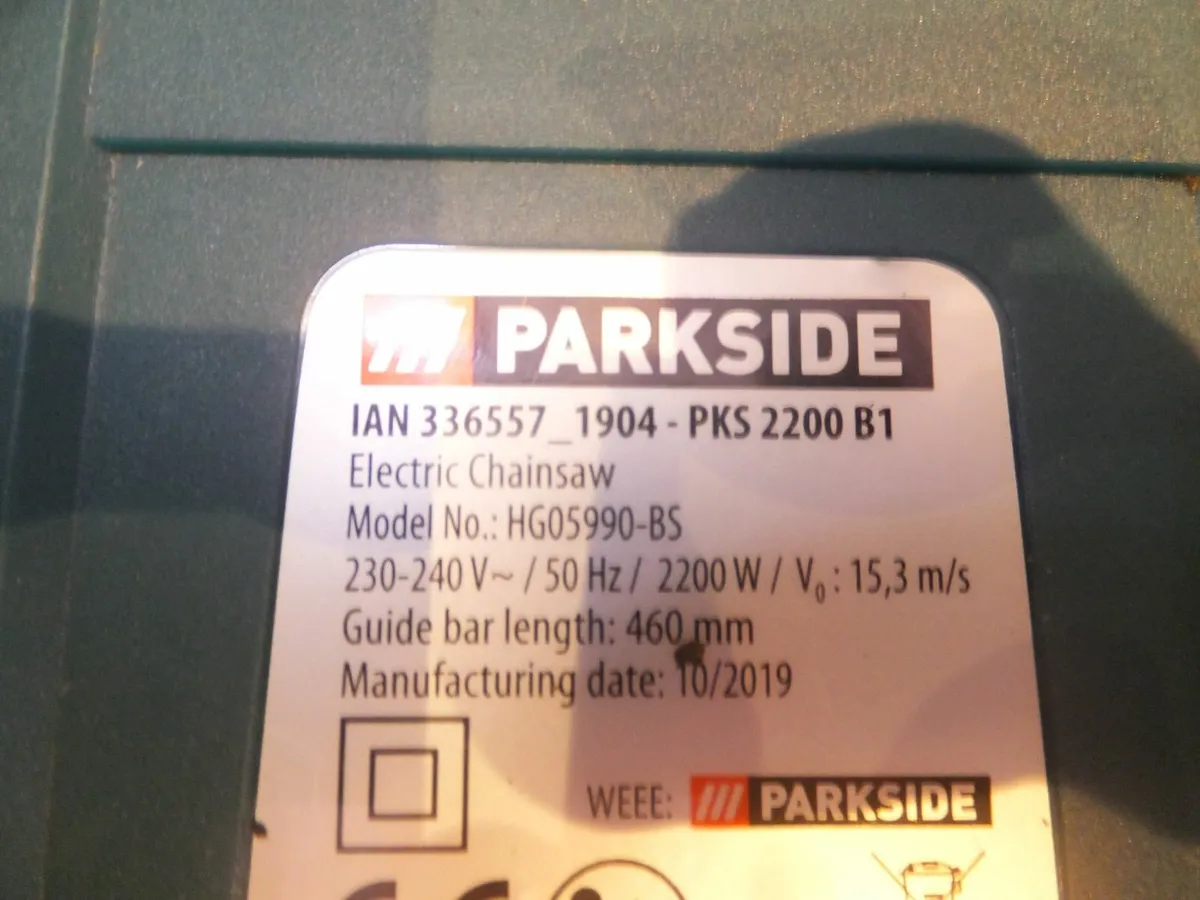 PARKSIDE
IAN 336557_1904 - PKS 2200 B1
Electric Chainsaw
Model No.: HG05990-BS
230-240 V~ / 50 Hz / 2200 W / V₀ : 15,3 m/s
Guide bar length: 460 mm
Manufacturing date: 10/2019
WEEE: PARKSIDE